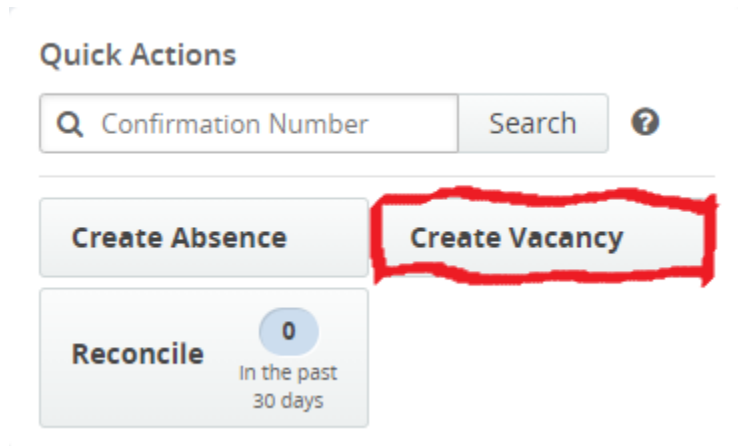 Quick Actions
Confirmation Number Search
Create Absence Create Vacancy
Reconcile 0
In the past
30 days